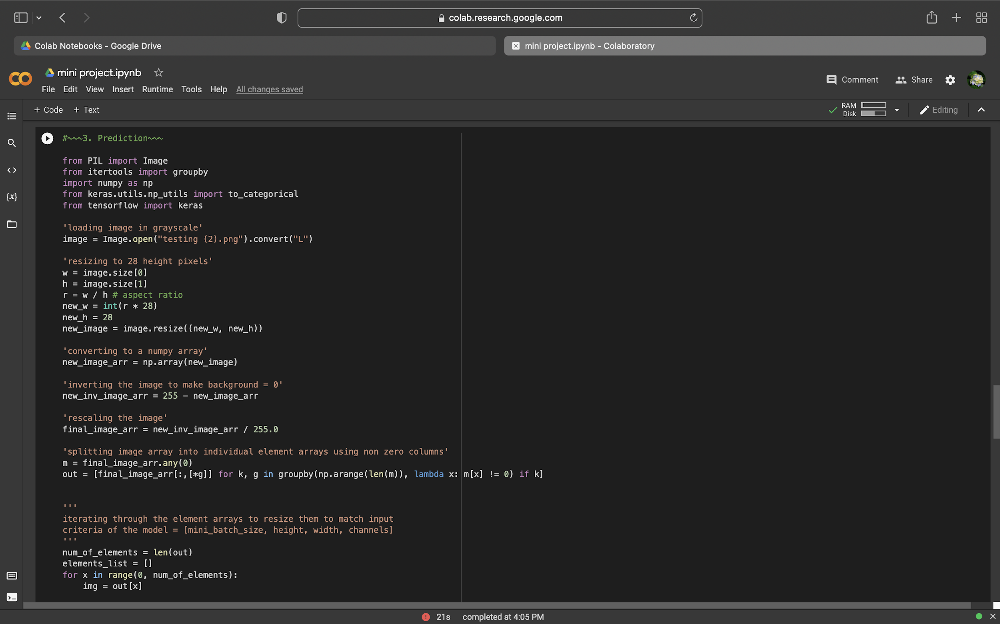 colab.research.google.com
Colab Notebooks - Google Drive
mini project.ipynb - Colaboratory
mini project.ipynb
Comment
Share
File Edit View Insert Runtime Tools Help All changes saved
+ Code + Text
RAM
Disk
Editing
#~~~3. Prediction~~~
from PIL import Image
from itertools import groupby
import numpy as np
from keras.utils.np_utils import to_categorical
from tensorflow import keras
'loading image in grayscale'
image = Image.open("testing (2).png").convert("L")
'resizing to 28 height pixels'
w = image.size[0]
h = image.size[1]
r = w / h # aspect ratio
new_w = int(r * 28)
new_h = 28
new_image = image.resize((new_w, new_h))
'converting to a numpy array'
new_image_arr = np.array(new_image)
'inverting the image to make background = 0'
new_inv_image_arr = 255 - new_image_arr
'rescaling the image'
final_image_arr = new_inv_image_arr / 255.0
'splitting image array into individual element arrays using non zero columns'
m = final_image_arr.any(0)
out = [final_image_arr[:,[*g]] for k, g in groupby(np.arange(len(m)), lambda x: m[x] != 0) if k]
'''
iterating through the element arrays to resize them to match input
criteria of the model = [mini_batch_size, height, width, channels]
'''
num_of_elements = len(out)
elements_list = []
for x in range(0, num_of_elements):
    img = out[x]
21s completed at 4:05 PM